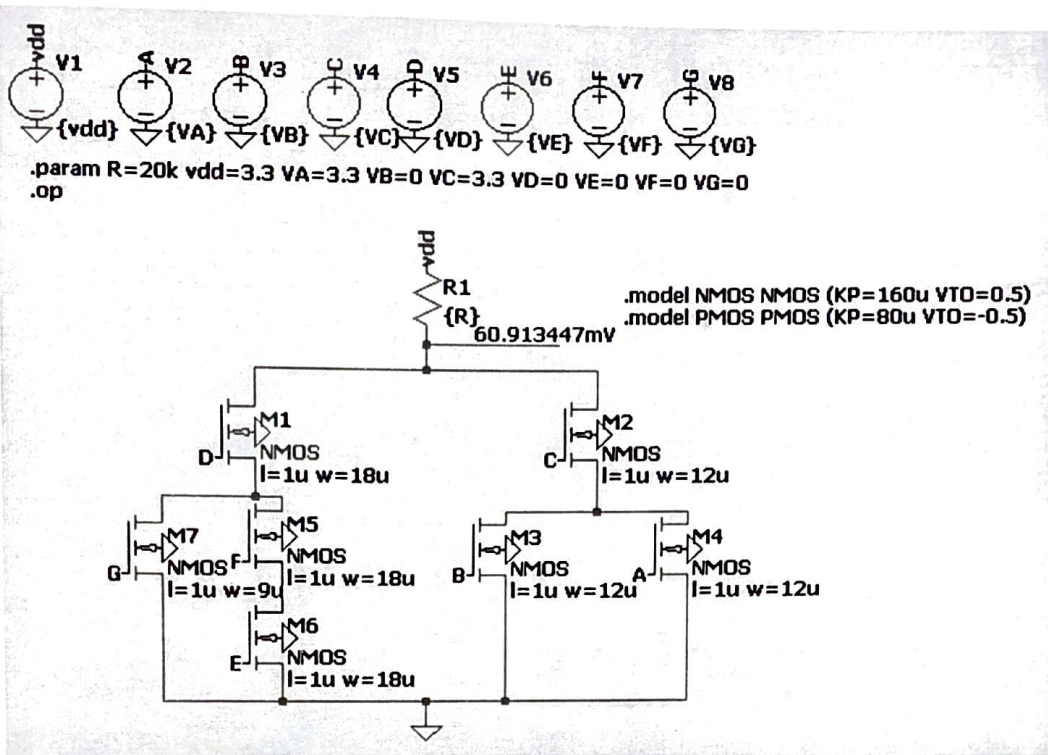 vdd V1 A V2 B V3 C V4 D V5 E V6 F V7 G V8
{vdd} {VA} {VB} {VC} {VD} {VE} {VF} {VG}
.param R=20k vdd=3.3 VA=3.3 VB=0 VC=3.3 VD=0 VE=0 VF=0 VG=0
.op
vdd
R1
{R}
60.913447mV
.model NMOS NMOS (KP=160u VTO=0.5)
.model PMOS PMOS (KP=80u VTO=-0.5)
M1
D NMOS
l=1u w=18u
M2
C NMOS
l=1u w=12u
M7
G NMOS
l=1u w=9u
M5
F NMOS
l=1u w=18u
M3
B NMOS
l=1u w=12u
M4
A NMOS
l=1u w=12u
M6
E NMOS
l=1u w=18u